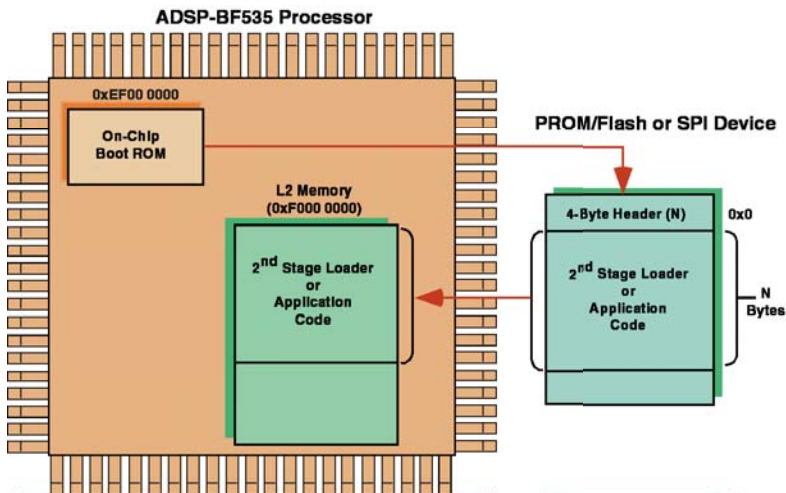 ADSP-BF535 Processor
0xEF00 0000
On-Chip
Boot ROM
L2 Memory
(0xF000 0000)
2nd Stage Loader
or
Application
Code
PROM/Flash or SPI Device
4-Byte Header (N)
0x0
2nd Stage Loader
or
Application
Code
N
Bytes